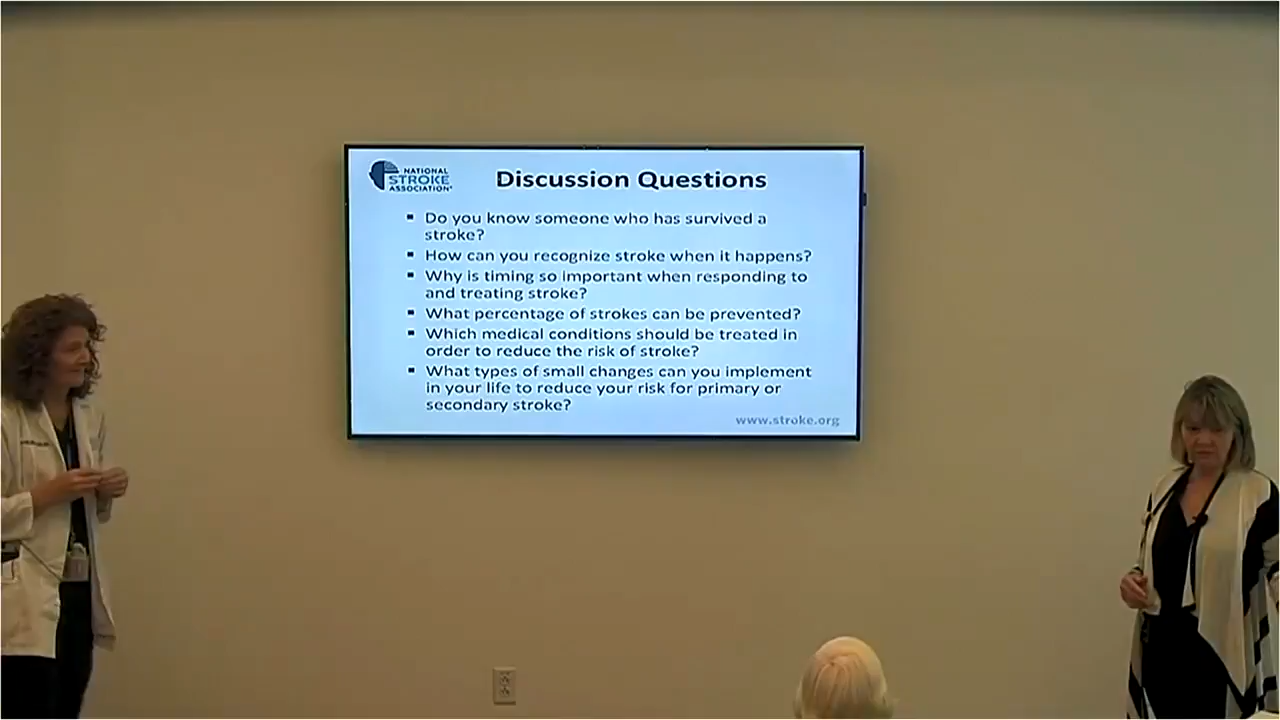 NATIONAL
STROKE
ASSOCIATION®
Discussion Questions
▪ Do you know someone who has survived a
stroke?
▪ How can you recognize stroke when it happens?
▪ Why is timing so important when responding to
and treating stroke?
▪ What percentage of strokes can be prevented?
▪ Which medical conditions should be treated in
order to reduce the risk of stroke?
▪ What types of small changes can you implement
in your life to reduce your risk for primary or
secondary stroke?
www.stroke.org